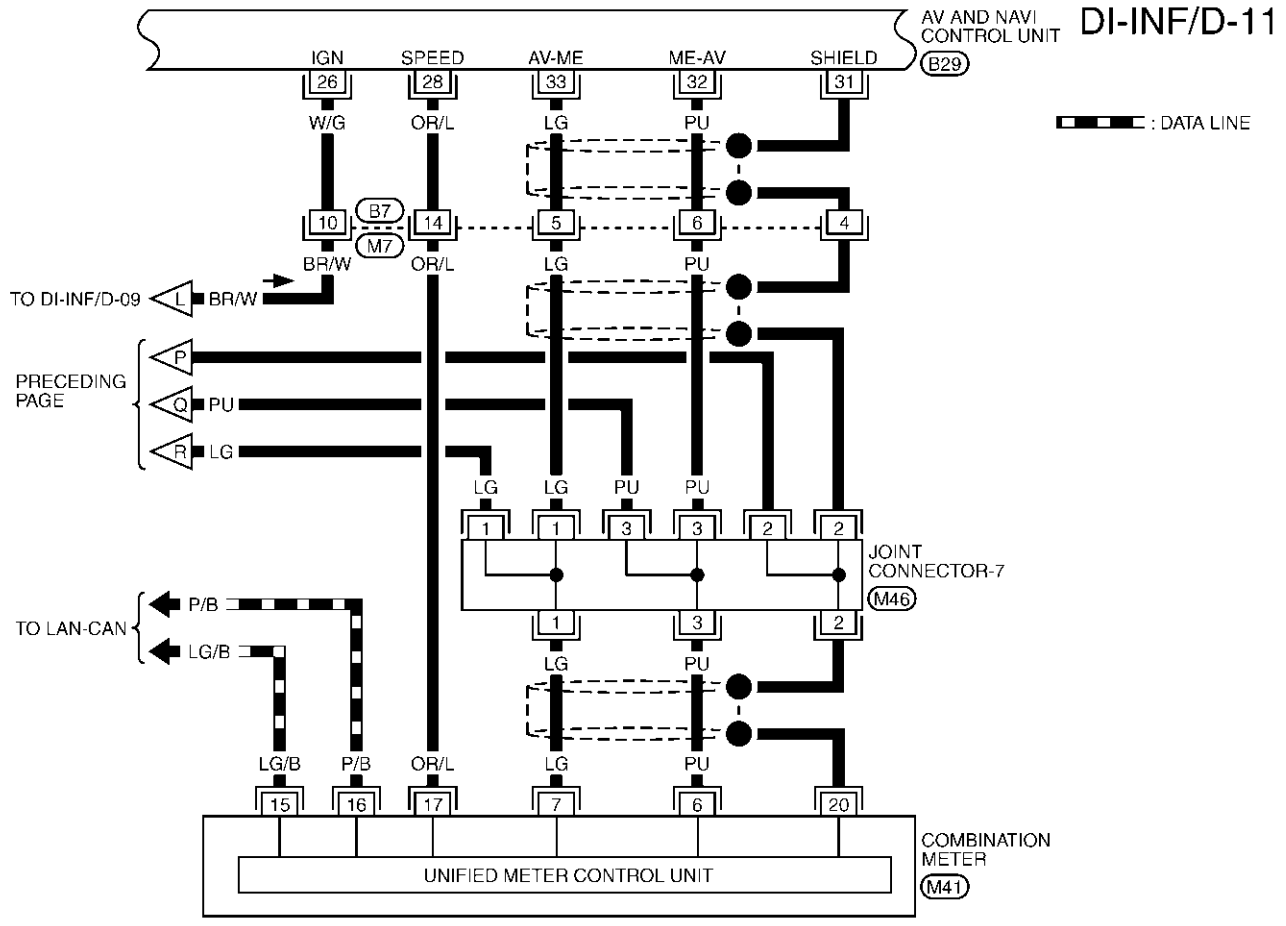 AV AND NAVI
CONTROL UNIT
B29
DI-INF/D-11
IGN SPEED AV-ME ME-AV SHIELD
26 28 33 32 31
W/G OR/L LG PU
: DATA LINE
B7
10 14 5 6 4
M7
BR/W OR/L LG PU
TO DI-INF/D-09 L BR/W
P
PRECEDING
PAGE
Q PU
R LG
LG LG PU PU
1 1 3 3 2 2
JOINT
CONNECTOR-7
M46
P/B
TO LAN-CAN
LG/B
1 3 2
LG PU
LG/B P/B OR/L LG PU
15 16 17 7 6 20
COMBINATION
METER
M41
UNIFIED METER CONTROL UNIT